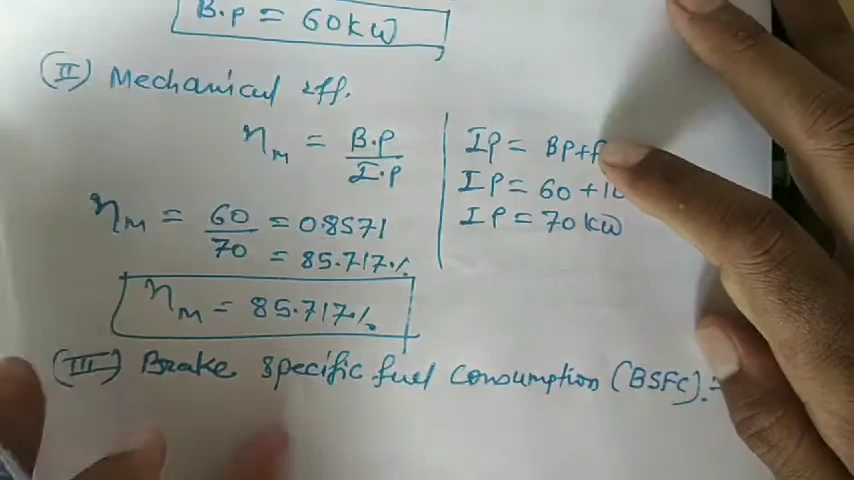 B.P = 60kW
(II) Mechanical eff.
ηM = B.P / I.P
ηM = 60 / 70 = 0.8571
= 85.717%
ηM = 85.717%
IP = BP+f
IP = 60 + 10
IP = 70 kW
(III) Brake specific fuel Consumption (BSFC) :-